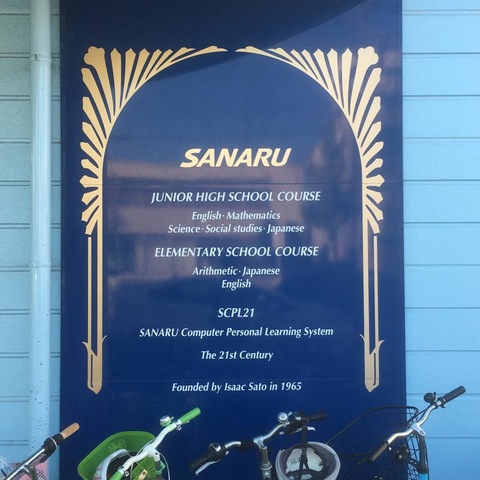 SANARU
JUNIOR HIGH SCHOOL COURSE
English · Mathematics
Science · Social studies · Japanese
ELEMENTARY SCHOOL COURSE
Arithmetic · Japanese
English
SCPL21
SANARU Computer Personal Learning System
The 21st Century
Founded by Isaac Sato in 1965